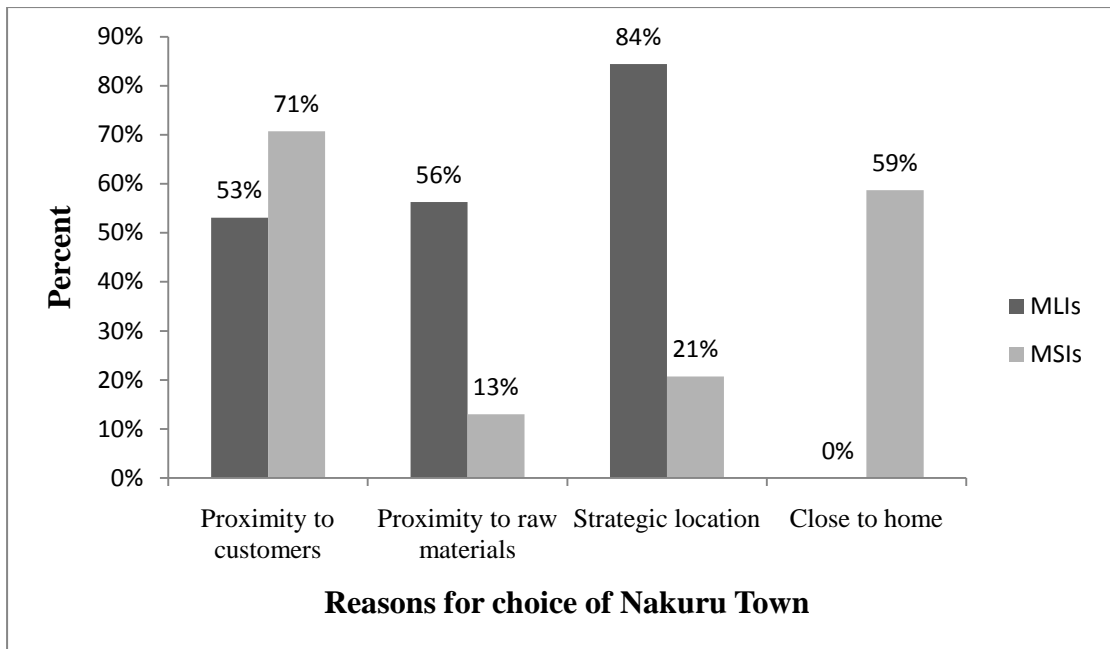 90%
80%
70%
60%
50%
40%
30%
20%
10%
0%
Percent
53%
71%
56%
13%
84%
21%
0%
59%
Proximity to
customers
Proximity to raw
materials
Strategic location
Close to home
Reasons for choice of Nakuru Town
MLIs
MSIs